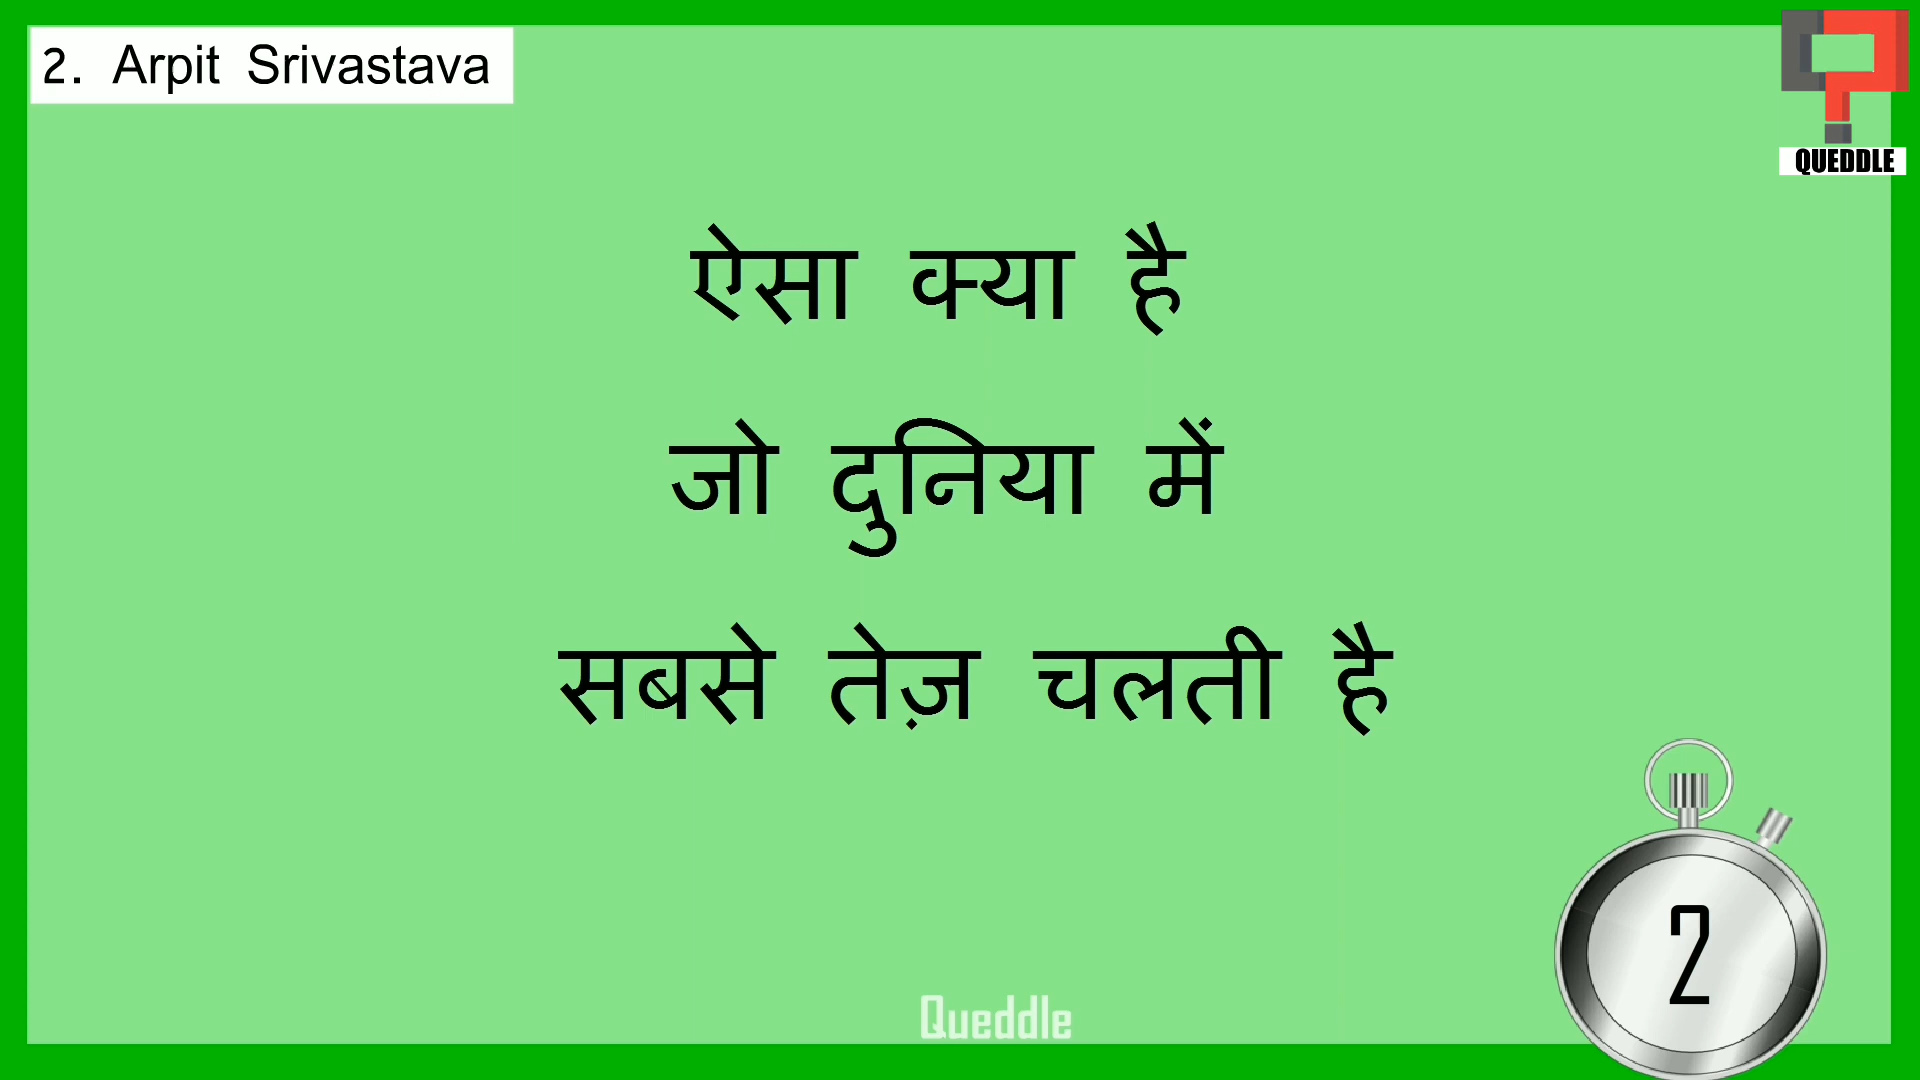 2. Arpit Srivastava
QUEDDLE
ऐसा क्या है
जो दुनिया में
सबसे तेज़ चलती है
2
Queddle